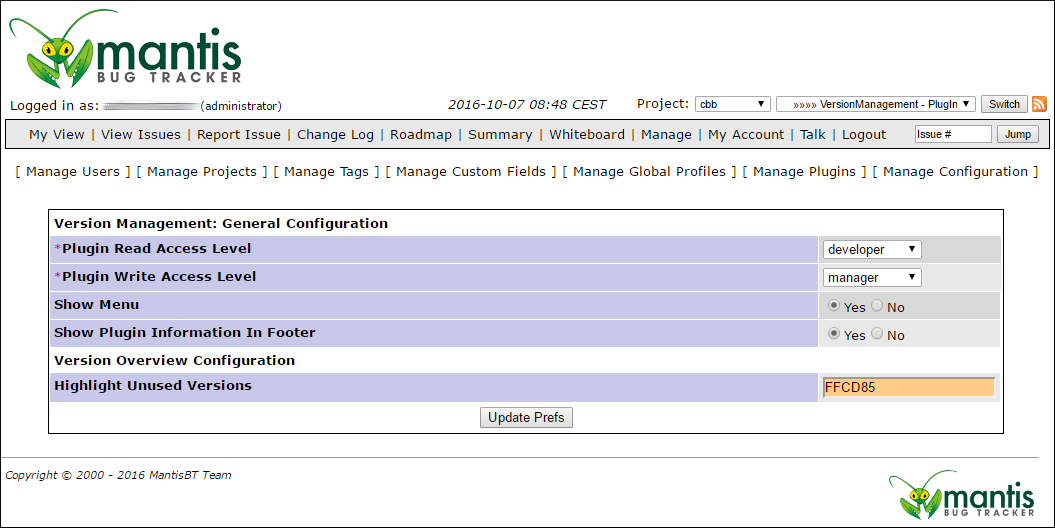 mantis
BUG TRACKER
Logged in as: (administrator) 2016-10-07 08:48 CEST Project: cbb »»»» VersionManagement - PlugIn Switch
My View | View Issues | Report Issue | Change Log | Roadmap | Summary | Whiteboard | Manage | My Account | Talk | Logout Issue # Jump
[ Manage Users ] [ Manage Projects ] [ Manage Tags ] [ Manage Custom Fields ] [ Manage Global Profiles ] [ Manage Plugins ] [ Manage Configuration ]
Version Management: General Configuration
*Plugin Read Access Level developer
*Plugin Write Access Level manager
Show Menu Yes No
Show Plugin Information In Footer Yes No
Version Overview Configuration
Highlight Unused Versions FFCD85
Update Prefs
Copyright © 2000 - 2016 MantisBT Team
mantis
BUG TRACKER